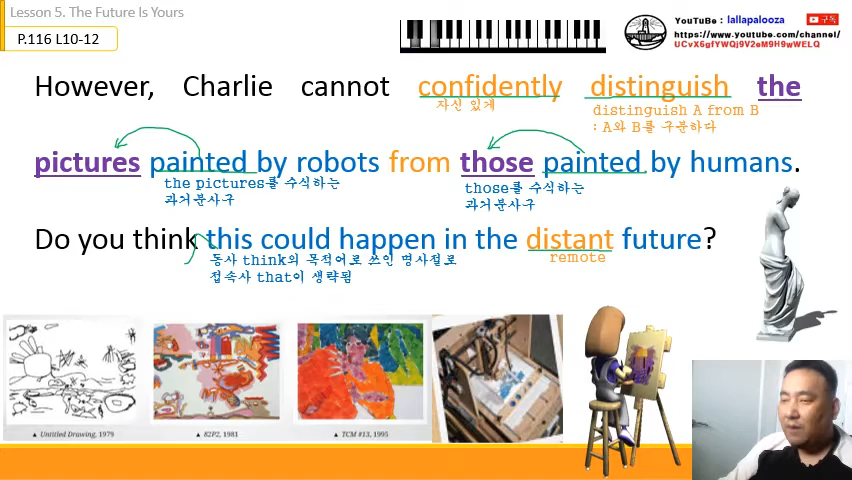 Lesson 5. The Future Is Yours
P.116 L10-12
YouTuBe : lallapalooza
구독
https://www.youtube.com/channel/
UCvX6gfYWQj9V2eM9H9wWELQ
However, Charlie cannot confidently distinguish the
자신 있게
distinguish A from B
: A와 B를 구분하다
pictures painted by robots from those painted by humans.
the pictures를 수식하는
과거분사구
those를 수식하는
과거분사구
Do you think this could happen in the distant future?
동사 think의 목적어로 쓰인 명사절로
접속사 that이 생략됨
remote
▲ Untitled Drawing, 1979
▲ 82P2, 1981
▲ TCM #13, 1995